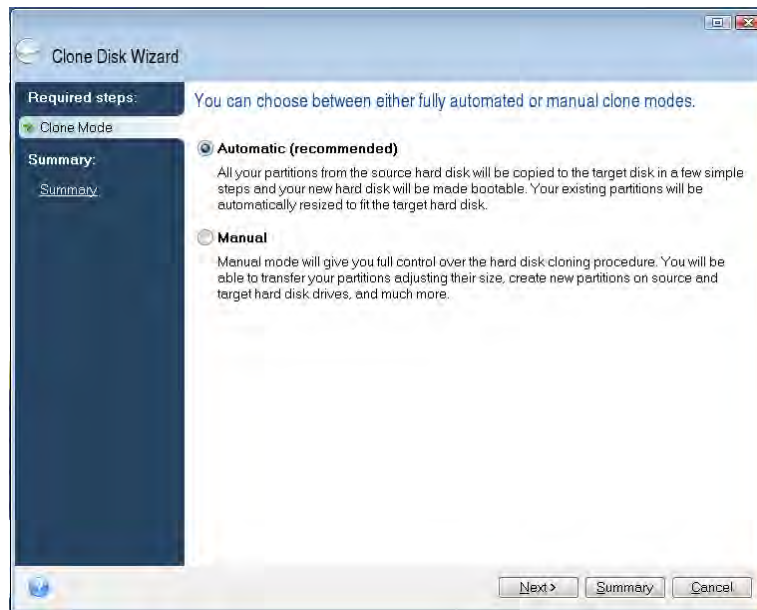 Clone Disk Wizard
Required steps:
Clone Mode
Summary:
Summary
You can choose between either fully automated or manual clone modes.
Automatic (recommended)
All your partitions from the source hard disk will be copied to the target disk in a few simple
steps and your new hard disk will be made bootable. Your existing partitions will be
automatically resized to fit the target hard disk.
Manual
Manual mode will give you full control over the hard disk cloning procedure. You will be
able to transfer your partitions adjusting their size, create new partitions on source and
target hard disk drives, and much more.
Next >
Summary
Cancel